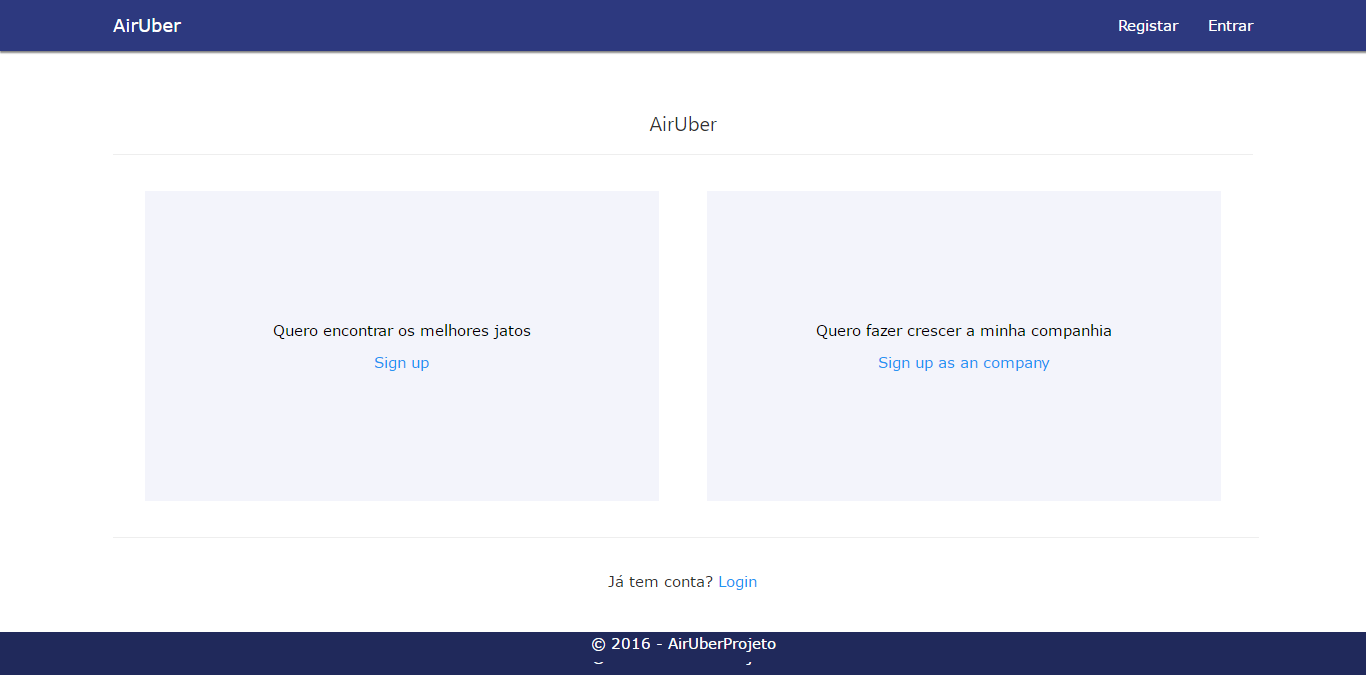 AirUber
Registar Entrar
AirUber
Quero encontrar os melhores jatos
Sign up
Quero fazer crescer a minha companhia
Sign up as an company
Já tem conta? Login
© 2016 - AirUberProjeto